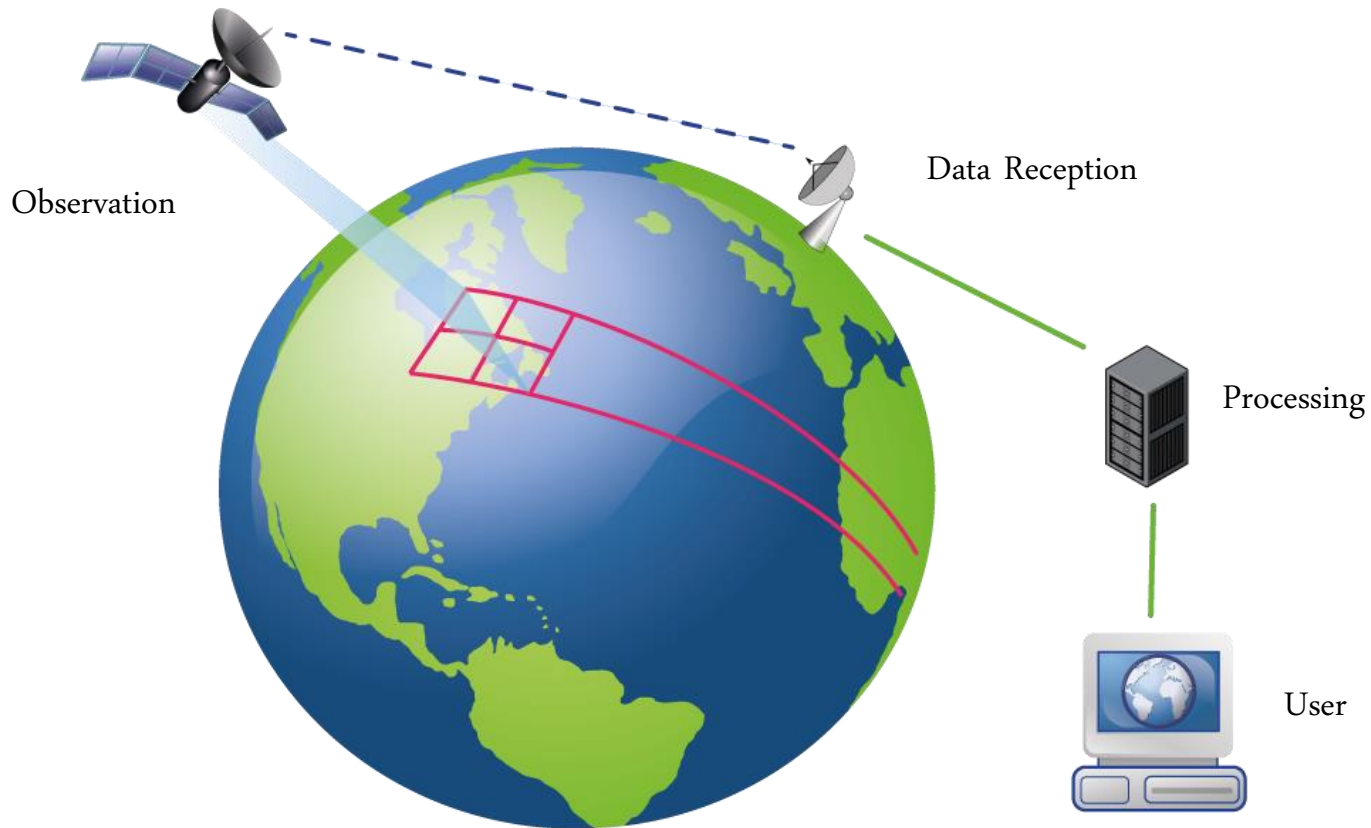 Observation
Data Reception
Processing
User